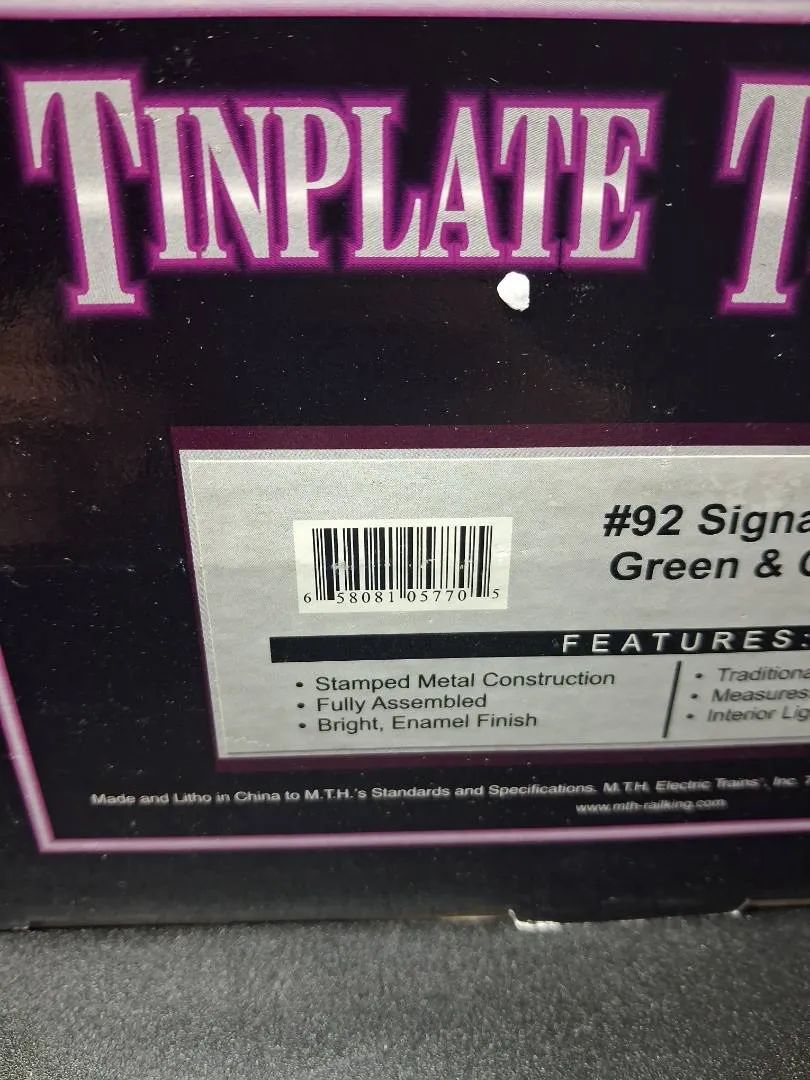 TINPLATE T
#92 Signa
Green &
6 58081 05770 5
FEATURES:
• Stamped Metal Construction
• Fully Assembled
• Bright, Enamel Finish
• Traditiona
• Measures
• Interior Lig
Made and Litho in China to M.T.H.'s Standards and Specifications. M.T.H. Electric Trains, Inc.
www.mth-railking.com